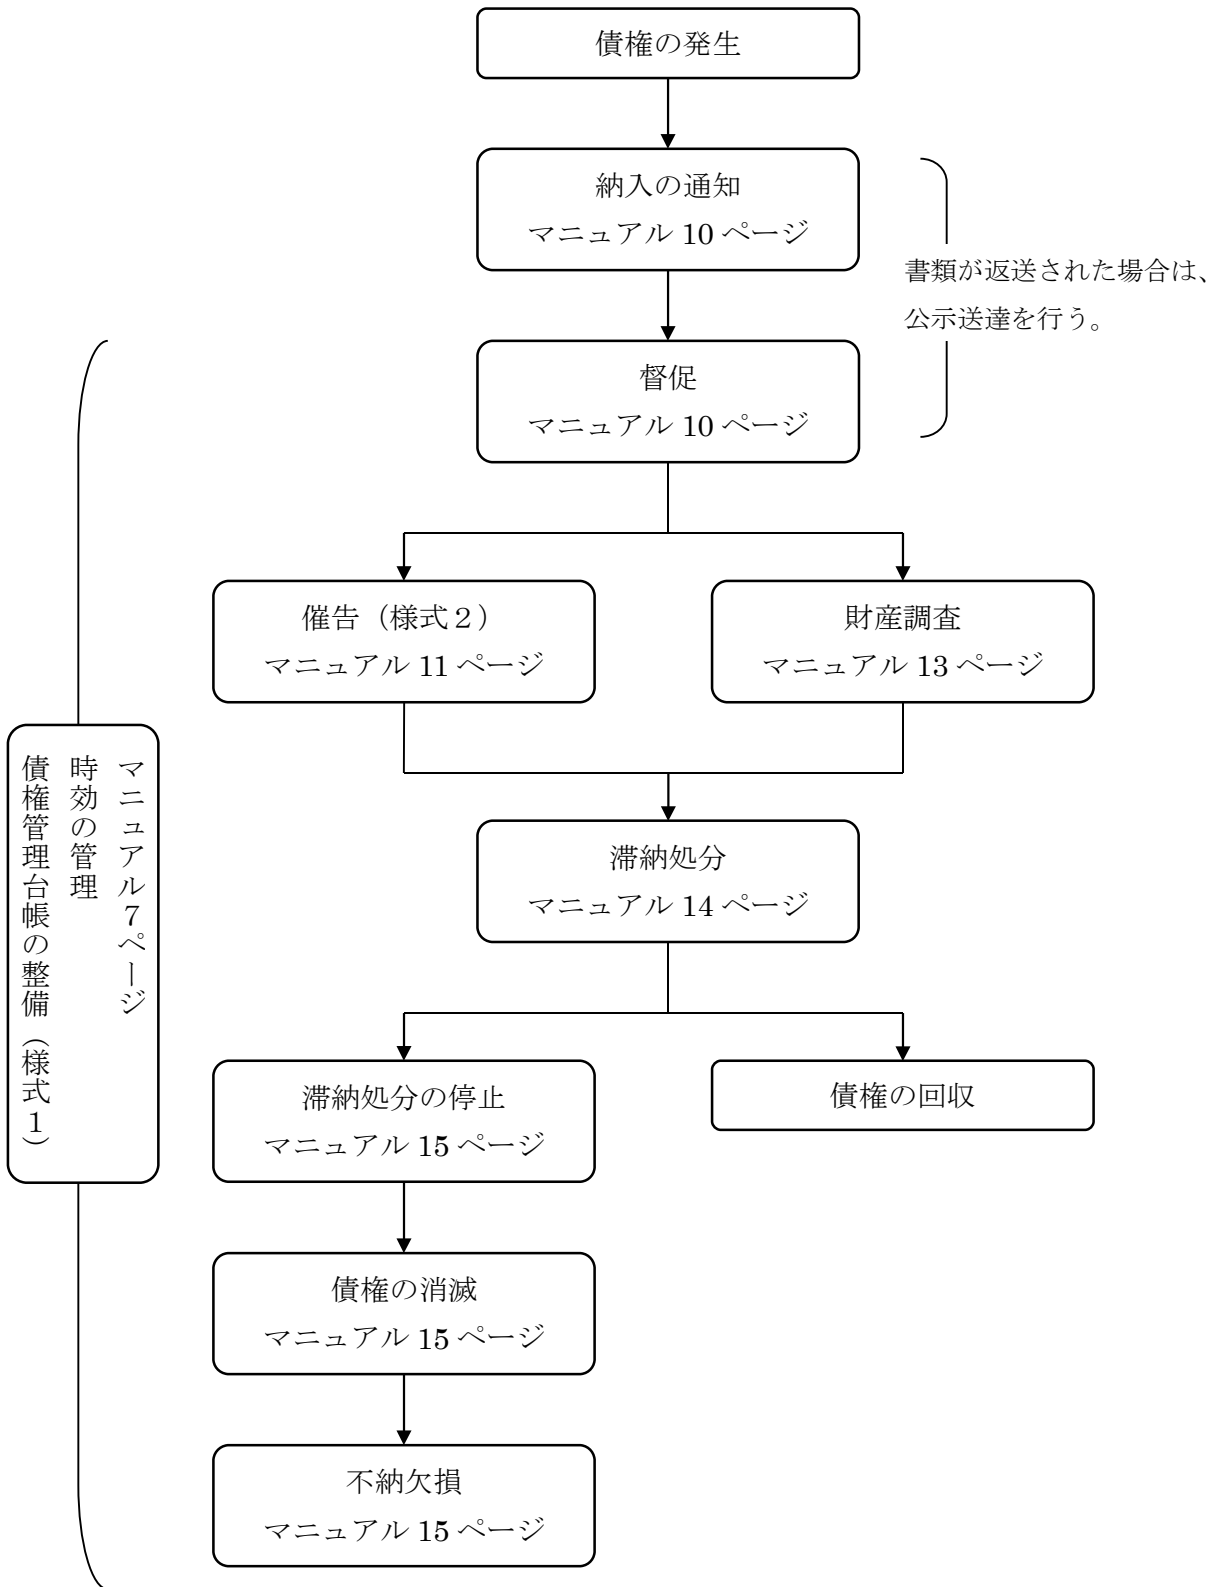 債権の発生
納入の通知
マニュアル 10 ページ
書類が返送された場合は、
公示送達を行う。
督促
マニュアル 10 ページ
催告（様式２）
マニュアル 11 ページ
財産調査
マニュアル 13 ページ
マニュアル７ページ
時効の管理
債権管理台帳の整備（様式１）
滞納処分
マニュアル 14 ページ
滞納処分の停止
マニュアル 15 ページ
債権の回収
債権の消滅
マニュアル 15 ページ
不納欠損
マニュアル 15 ページ